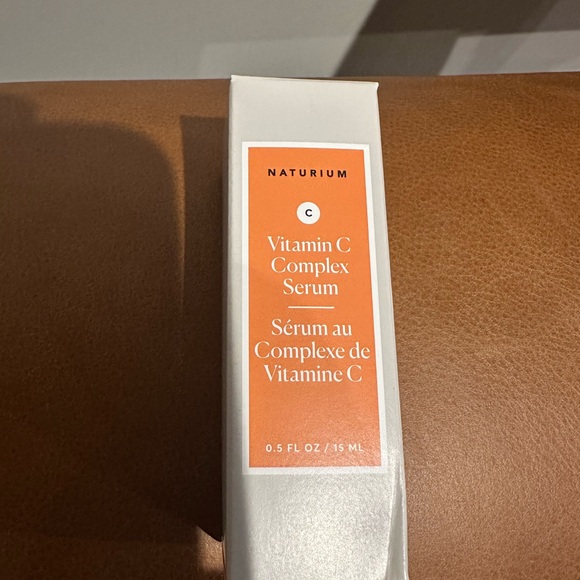 NATURIUM
C
Vitamin C
Complex
Serum
Sérum au
Complexe de
Vitamine C
0.5 FL OZ / 15 ML